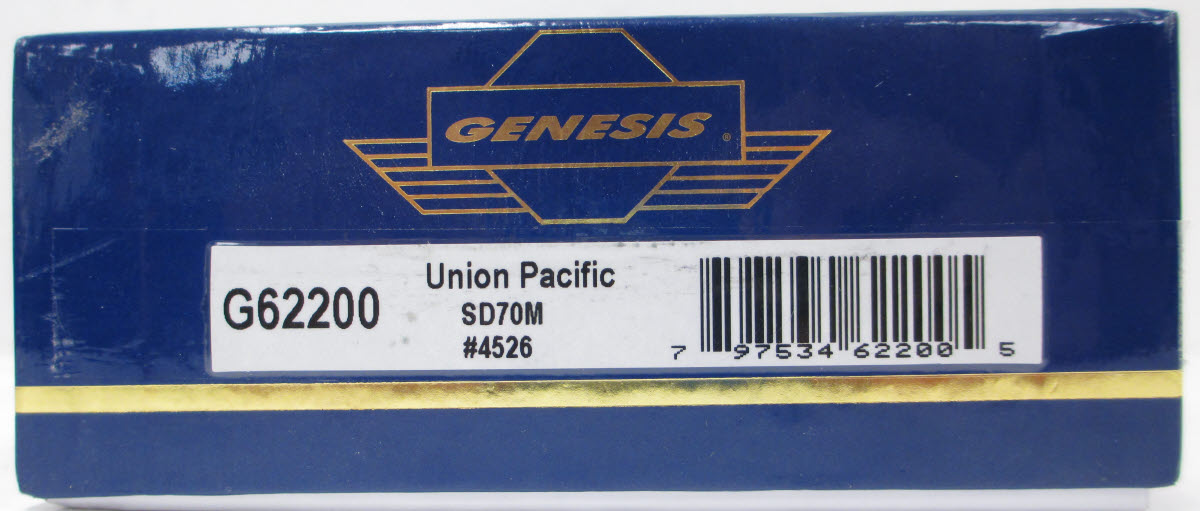 GENESIS ®
G62200
Union Pacific
SD70M
#4526
7 97534 62200 5